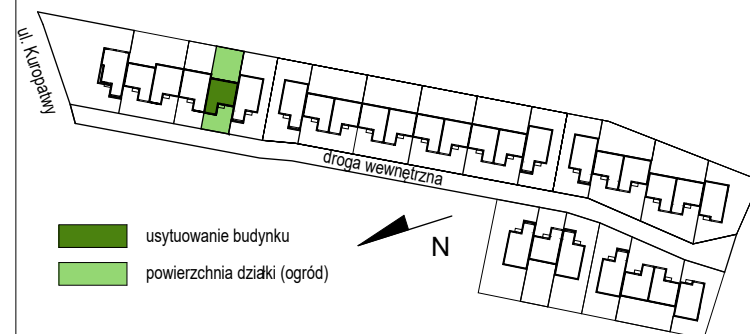 ul. Kuropatwy
droga wewnętrzna
usytuowanie budynku
powierzchnia działki (ogród)
N